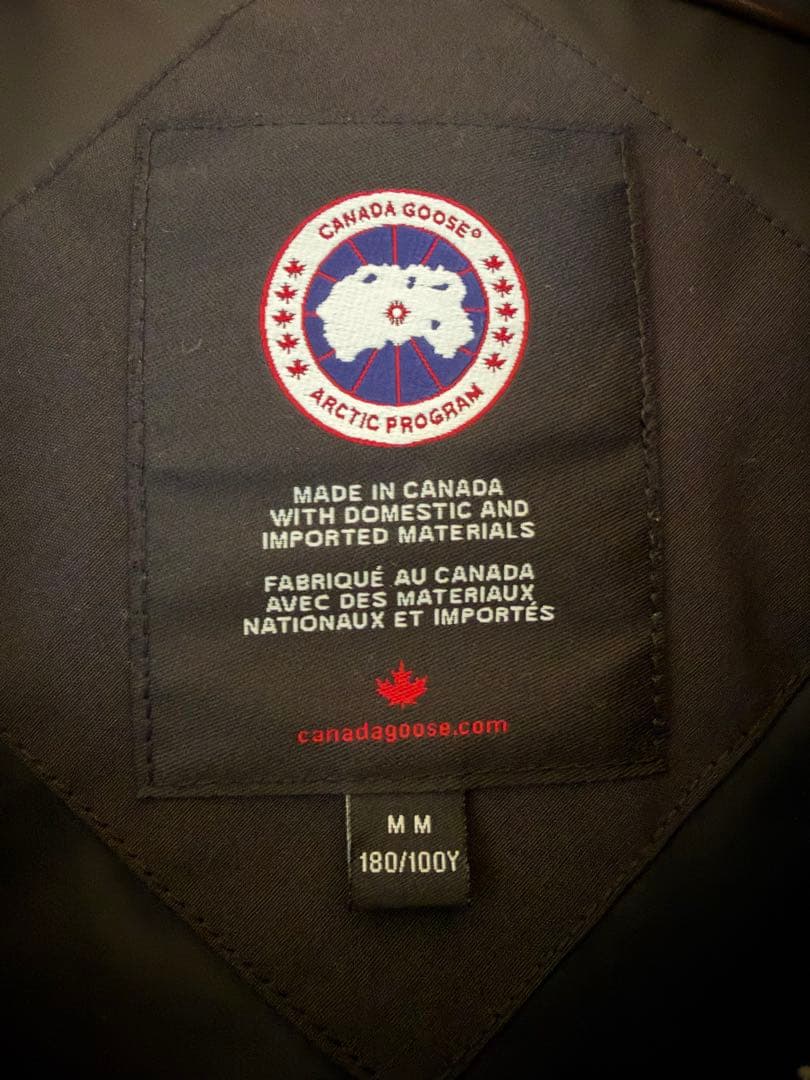 CANADA GOOSE®
ARCTIC PROGRAM
MADE IN CANADA
WITH DOMESTIC AND
IMPORTED MATERIALS
FABRIQUÉ AU CANADA
AVEC DES MATERIAUX
NATIONAUX ET IMPORTÉS
canadagoose.com
M M
180/100Y